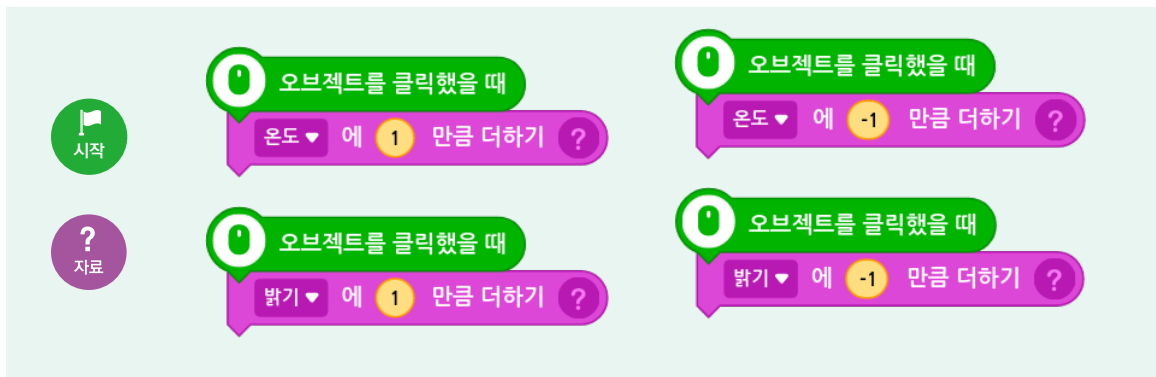 시작
?
자료
오브젝트를 클릭했을 때
온도 ▼ 에 1 만큼 더하기 ?
오브젝트를 클릭했을 때
밝기 ▼ 에 1 만큼 더하기 ?
오브젝트를 클릭했을 때
온도 ▼ 에 -1 만큼 더하기 ?
오브젝트를 클릭했을 때
밝기 ▼ 에 -1 만큼 더하기 ?